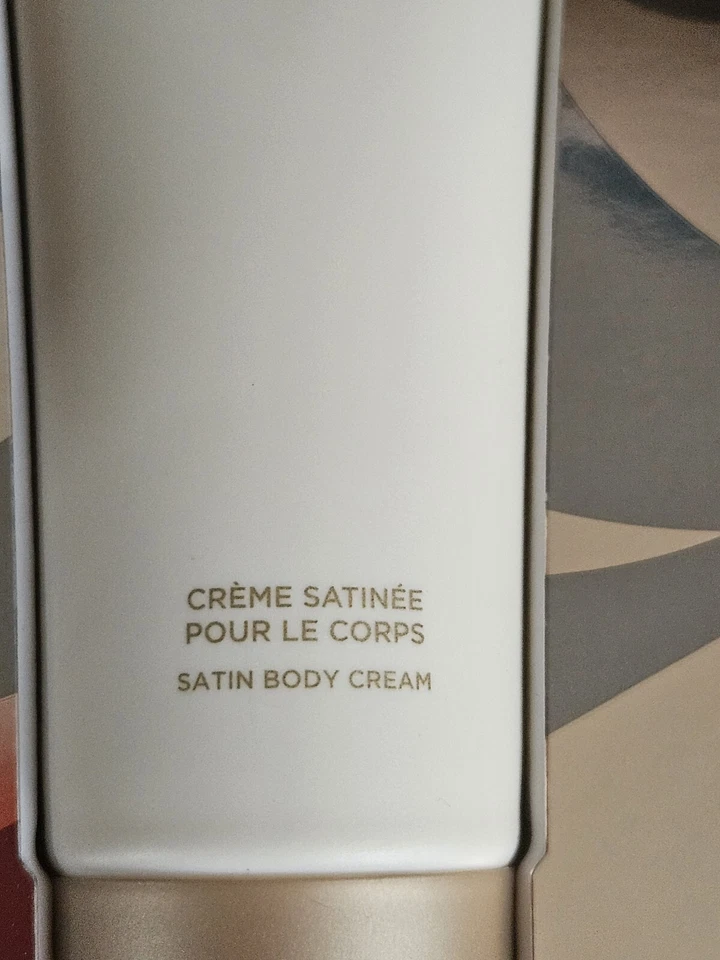 CRÈME SATINÉE
POUR LE CORPS
SATIN BODY CREAM